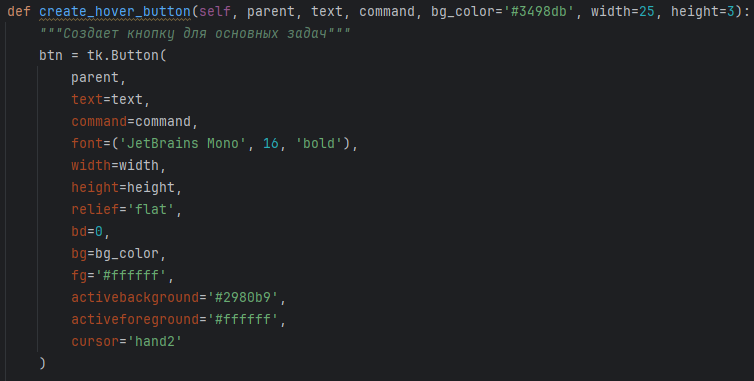 def create_hover_button(self, parent, text, command, bg_color='#3498db', width=25, height=3):
    """Создает кнопку для основных задач"""
    btn = tk.Button(
        parent,
        text=text,
        command=command,
        font=('JetBrains Mono', 16, 'bold'),
        width=width,
        height=height,
        relief='flat',
        bd=0,
        bg=bg_color,
        fg='#ffffff',
        activebackground='#2980b9',
        activeforeground='#ffffff',
        cursor='hand2'
    )